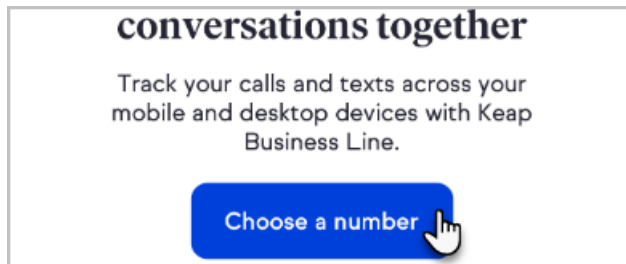 conversations together
Track your calls and texts across your
mobile and desktop devices with Keap
Business Line.
Choose a number